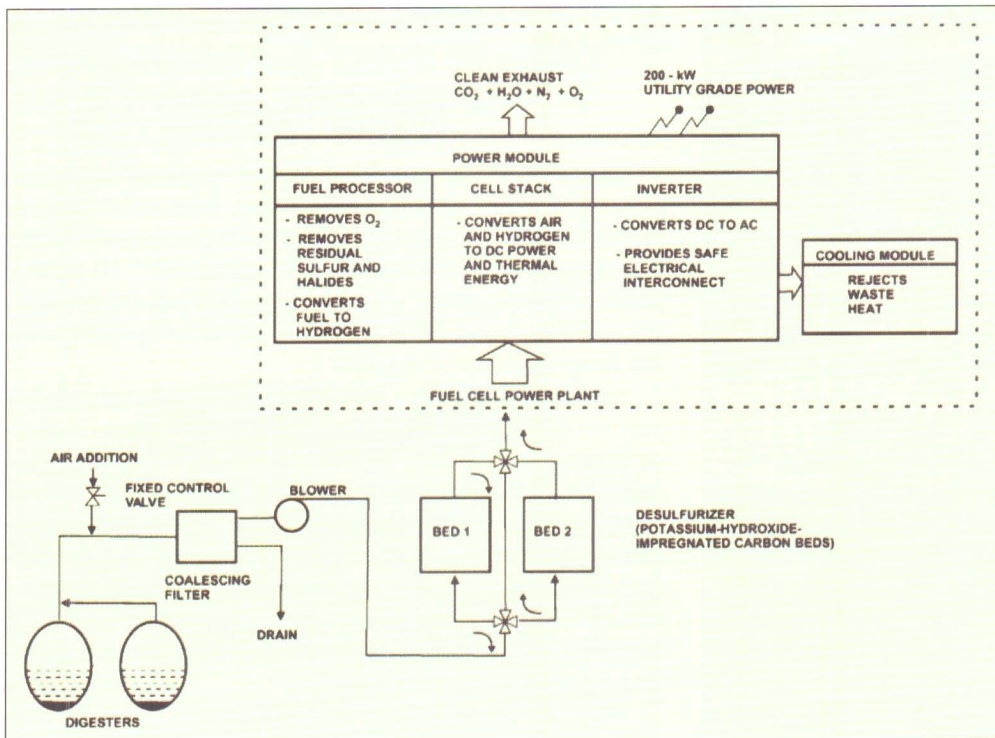 CLEAN EXHAUST
CO₂ + H₂O + N₂ + O₂
200 - kW
UTILITY GRADE POWER
POWER MODULE
FUEL PROCESSOR
- REMOVES O₂
- REMOVES
RESIDUAL
SULFUR AND
HALIDES
- CONVERTS
FUEL TO
HYDROGEN
CELL STACK
- CONVERTS AIR
AND HYDROGEN
TO DC POWER
AND THERMAL
ENERGY
INVERTER
- CONVERTS DC TO AC
- PROVIDES SAFE
ELECTRICAL
INTERCONNECT
COOLING MODULE
REJECTS
WASTE
HEAT
FUEL CELL POWER PLANT
AIR ADDITION
FIXED CONTROL
VALVE
BLOWER
COALESCING
FILTER
DRAIN
DIGESTERS
BED 1
BED 2
DESULFURIZER
(POTASSIUM-HYDROXIDE-
IMPREGNATED CARBON BEDS)